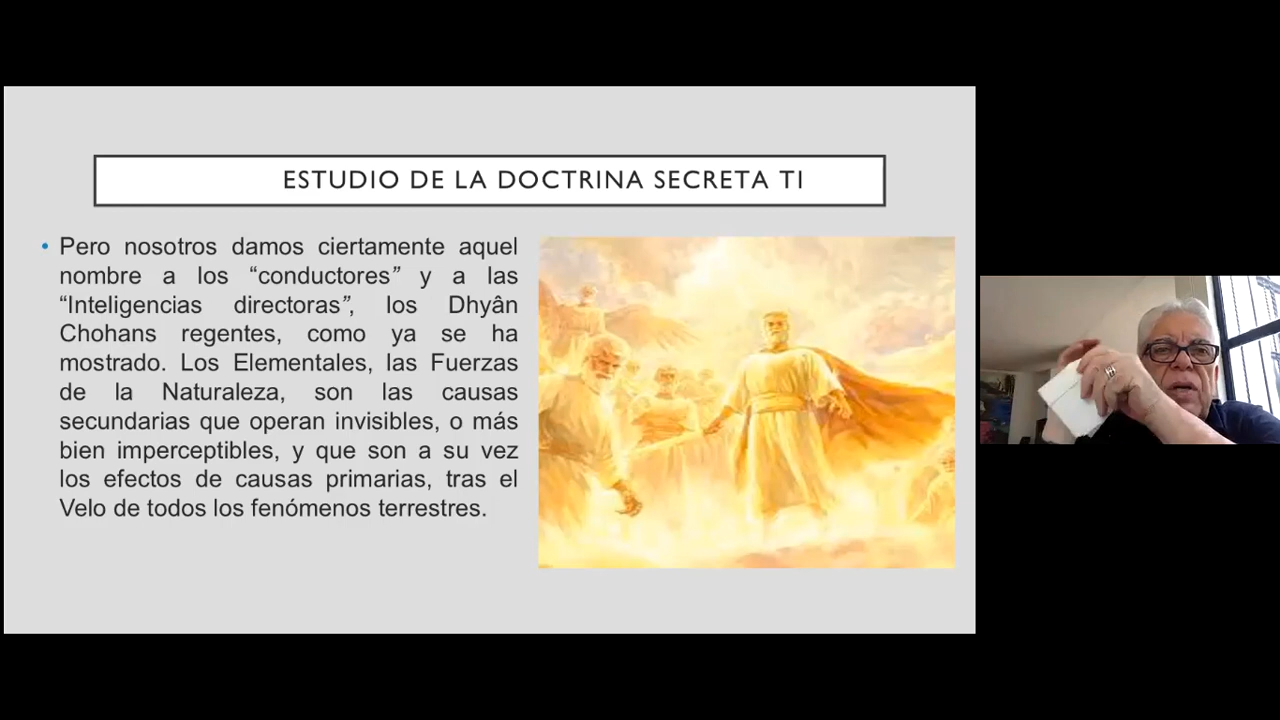 ESTUDIO DE LA DOCTRINA SECRETA TI
• Pero nosotros damos ciertamente aquel
nombre a los “conductores” y a las
“Inteligencias directoras”, los Dhyân
Chohans regentes, como ya se ha
mostrado. Los Elementales, las Fuerzas
de la Naturaleza, son las causas
secundarias que operan invisibles, o más
bien imperceptibles, y que son a su vez
los efectos de causas primarias, tras el
Velo de todos los fenómenos terrestres.